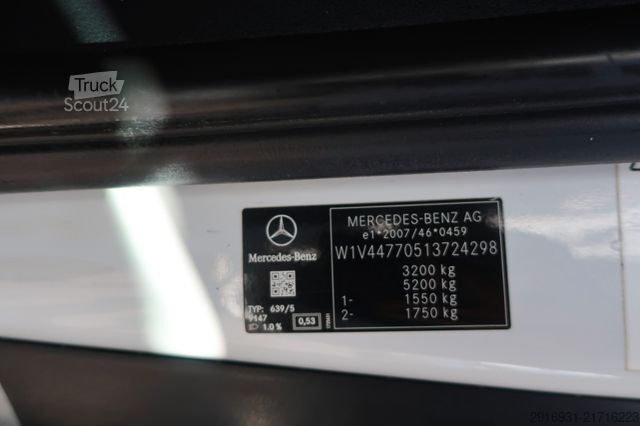 Truck
Scout24
MERCEDES-BENZ AG
e1*2007/46*0459
W1V44770513724298
3200 kg
5200 kg
1- 1550 kg
2- 1750 kg
Mercedes-Benz
TYP: 639/5
9147
1.0 % 0,53
2916931-21716223